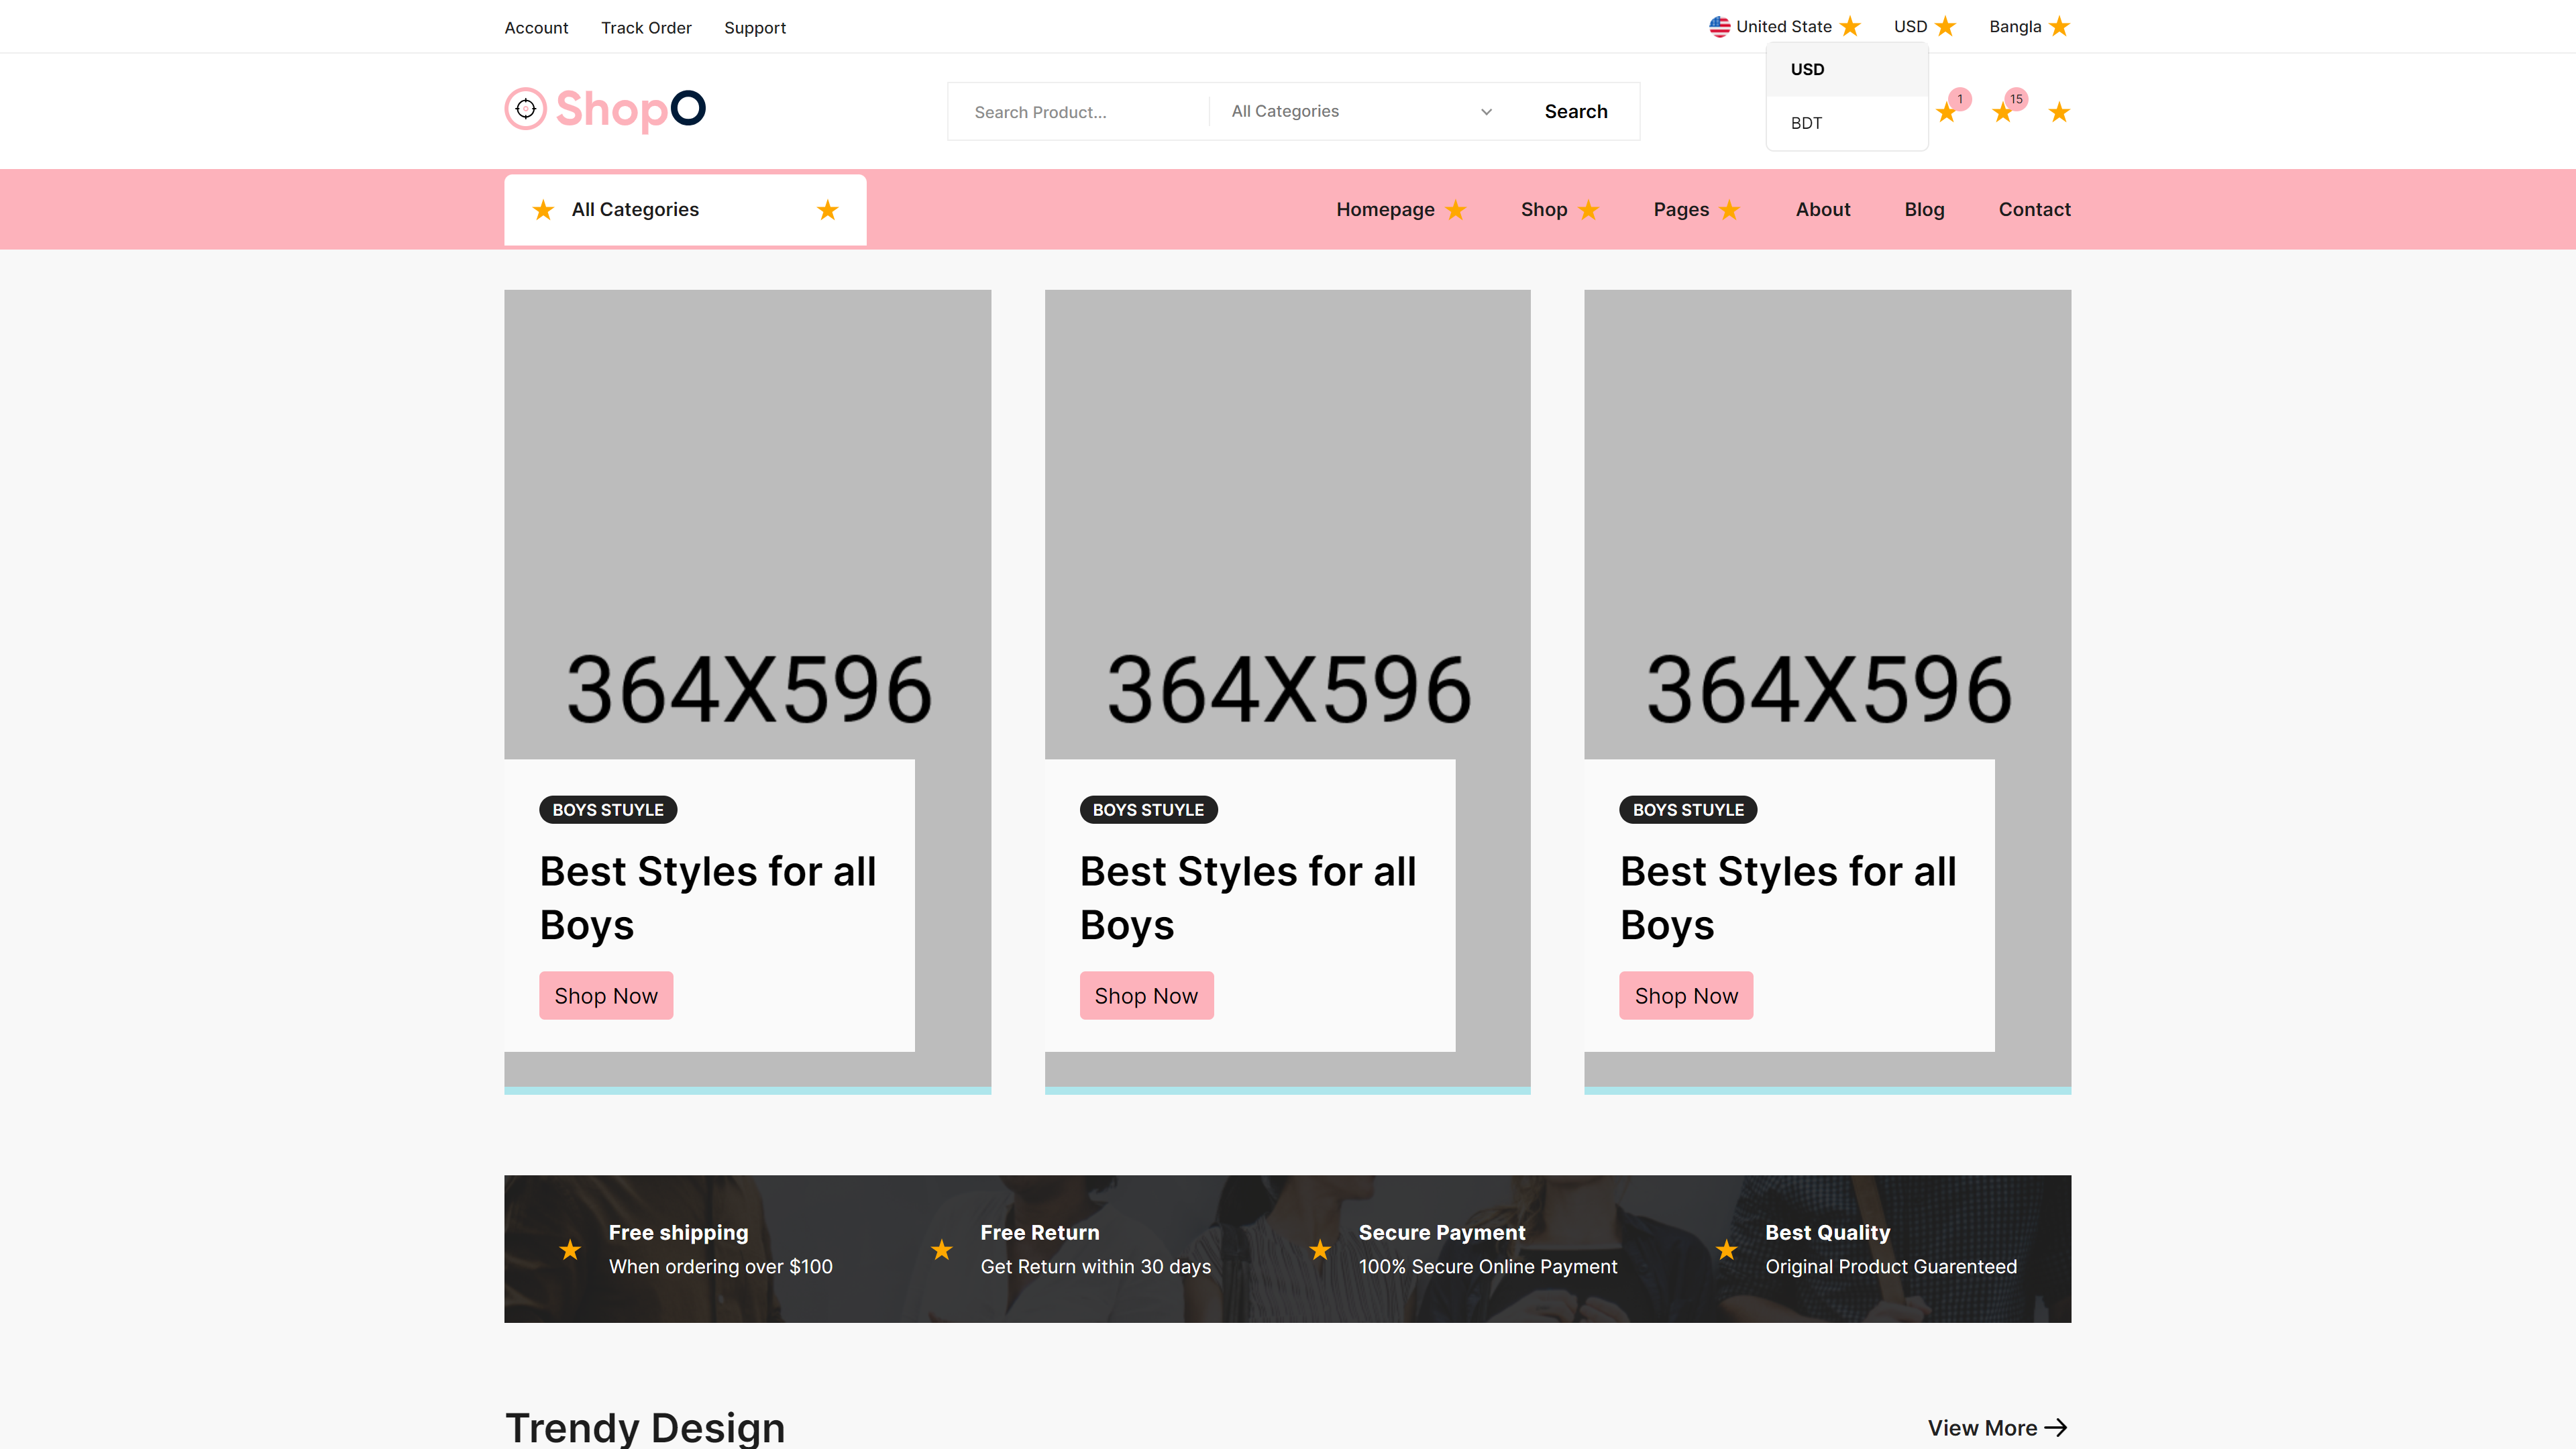 Account Track Order Support
United State USD Bangla
USD
BDT
ShopO
Search Product... All Categories Search
1 15
All Categories
Homepage Shop Pages About Blog Contact
364X596
BOYS STUYLE
Best Styles for all
Boys
Shop Now
364X596
BOYS STUYLE
Best Styles for all
Boys
Shop Now
364X596
BOYS STUYLE
Best Styles for all
Boys
Shop Now
Free shipping
When ordering over $100
Free Return
Get Return within 30 days
Secure Payment
100% Secure Online Payment
Best Quality
Original Product Guarenteed
Trendy Design
View More